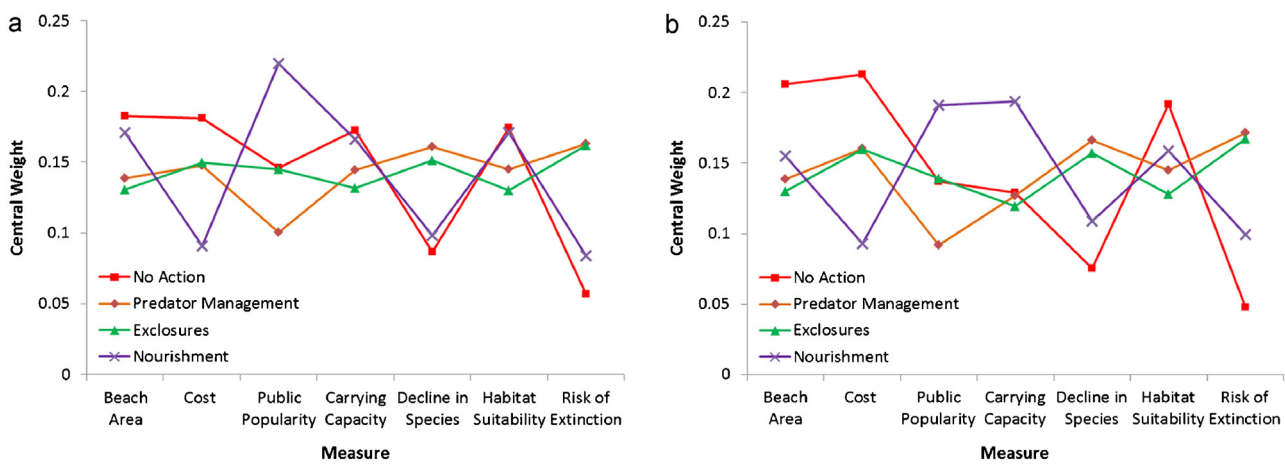 a
0.25
0.2
0.15
0.1
0.05
0
Central Weight
No Action
Predator Management
Exclosures
Nourishment
Beach
Area
Cost
Public
Popularity
Carrying
Capacity
Decline in
Species
Habitat
Suitability
Risk of
Extinction
Measure
b
0.25
0.2
0.15
0.1
0.05
0
Central Weight
No Action
Predator Management
Exclosures
Nourishment
Beach
Area
Cost
Public
Popularity
Carrying
Capacity
Decline in
Species
Habitat
Suitability
Risk of
Extinction
Measure